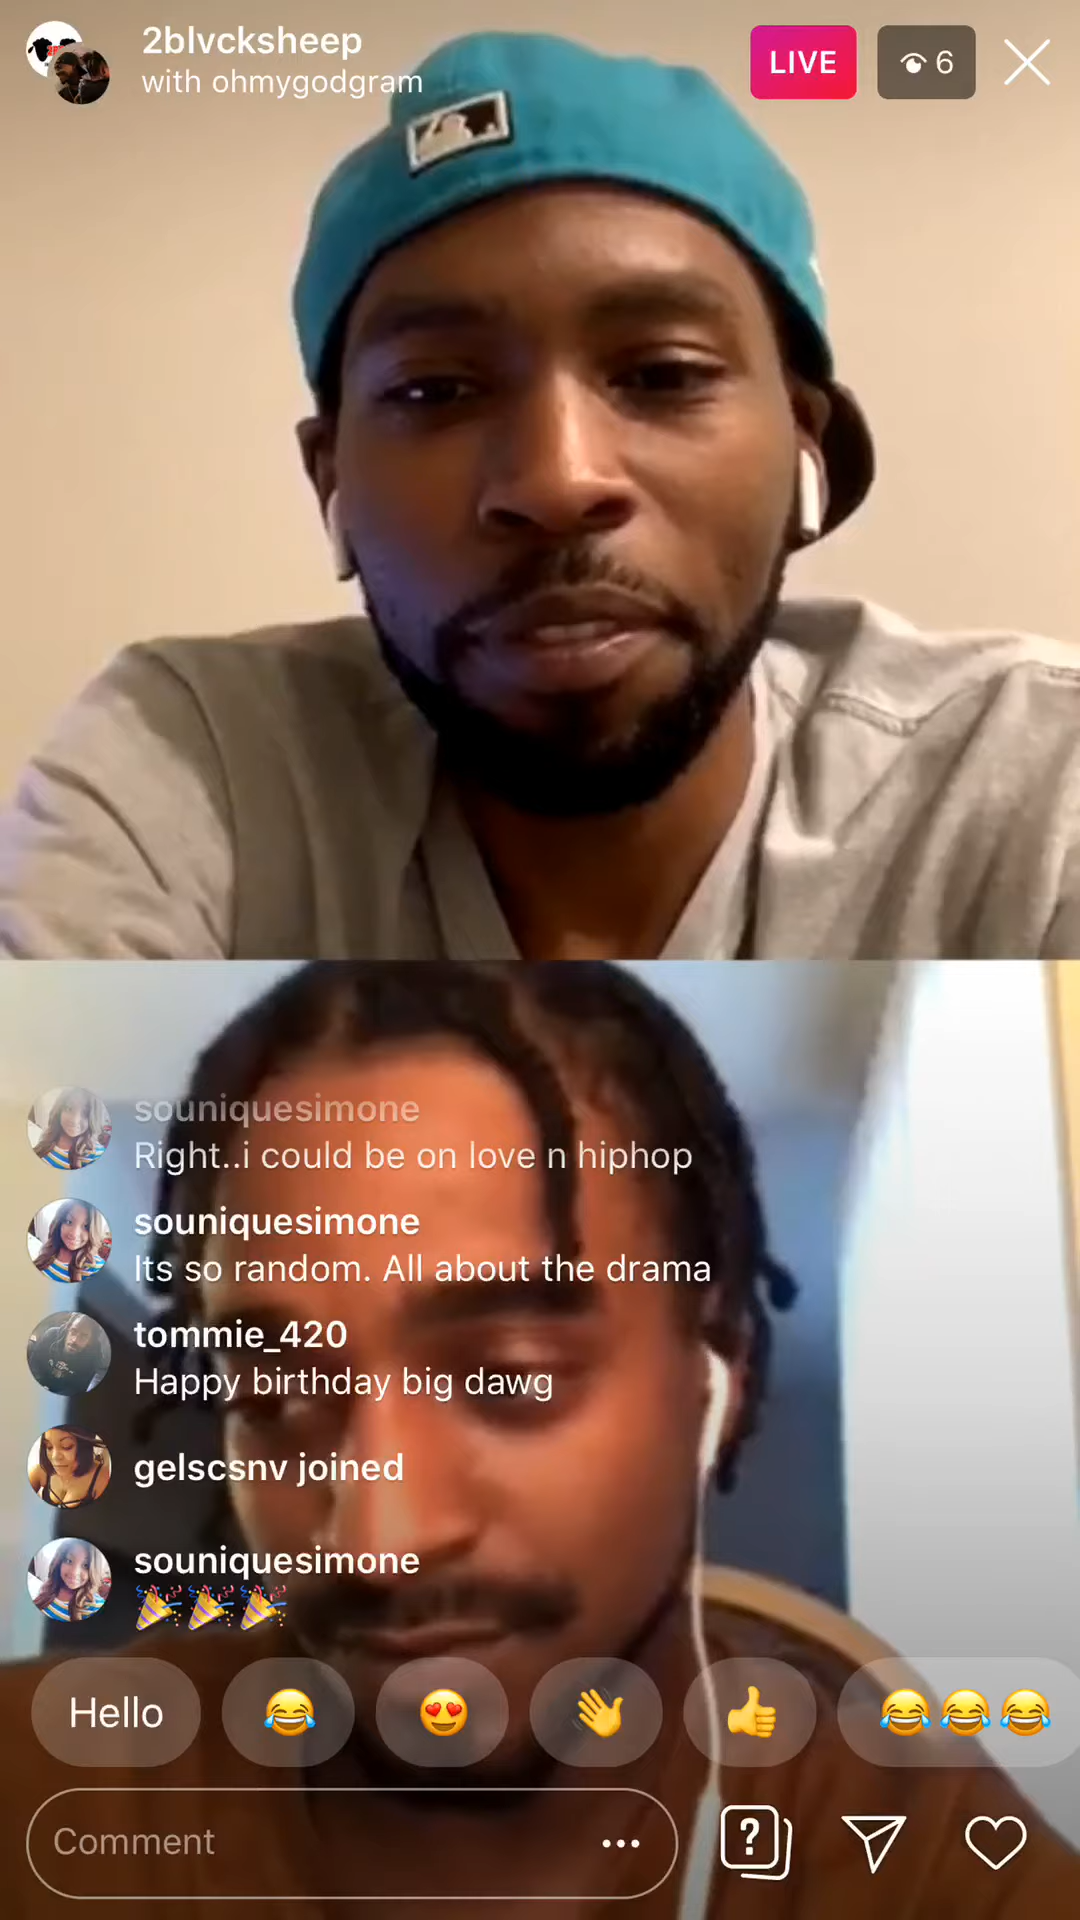 2blvcksheep
with ohmygodgram
LIVE
6
souniquesimone
Right..i could be on love n hiphop
souniquesimone
Its so random. All about the drama
tommie_420
Happy birthday big dawg
gelscsnv joined
souniquesimone
🎉🎉🎉
Hello 😂 😍 👋 👍 😂😂😂
Comment
?